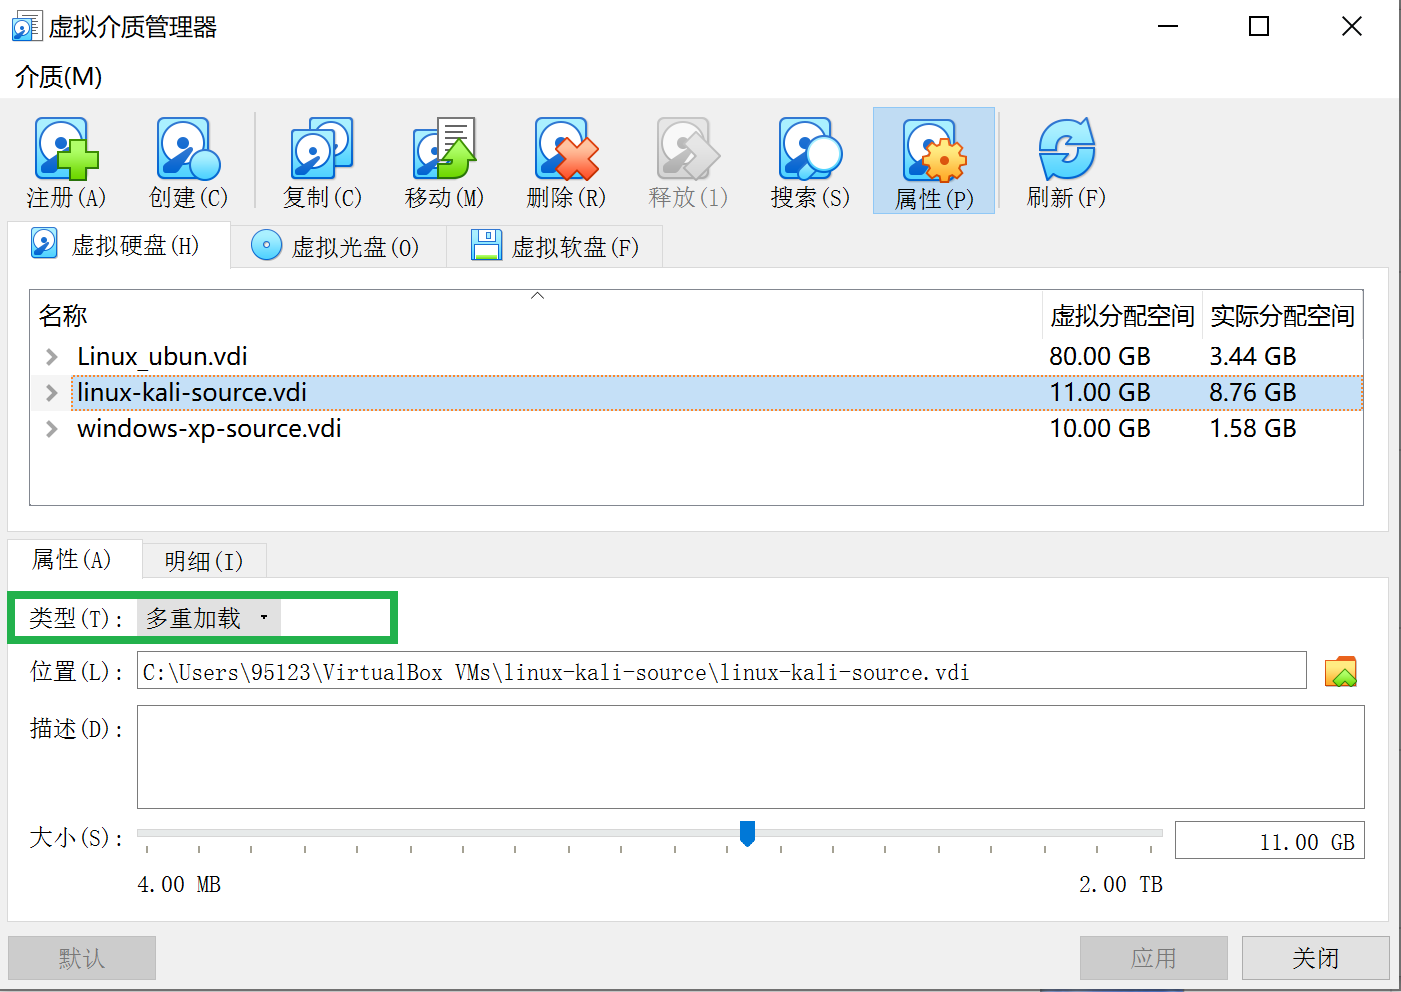 虚拟介质管理器
介质(M)
注册(A) 创建(C) 复制(C) 移动(M) 删除(R) 释放(l) 搜索(S) 属性(P) 刷新(F)
虚拟硬盘(H) 虚拟光盘(O) 虚拟软盘(F)
名称 虚拟分配空间 实际分配空间
Linux_ubun.vdi 80.00 GB 3.44 GB
linux-kali-source.vdi 11.00 GB 8.76 GB
windows-xp-source.vdi 10.00 GB 1.58 GB
属性(A) 明细(I)
类型(T): 多重加载
位置(L): C:\Users\95123\VirtualBox VMs\linux-kali-source\linux-kali-source.vdi
描述(D):
大小(S): 11.00 GB
4.00 MB 2.00 TB
默认 应用 关闭